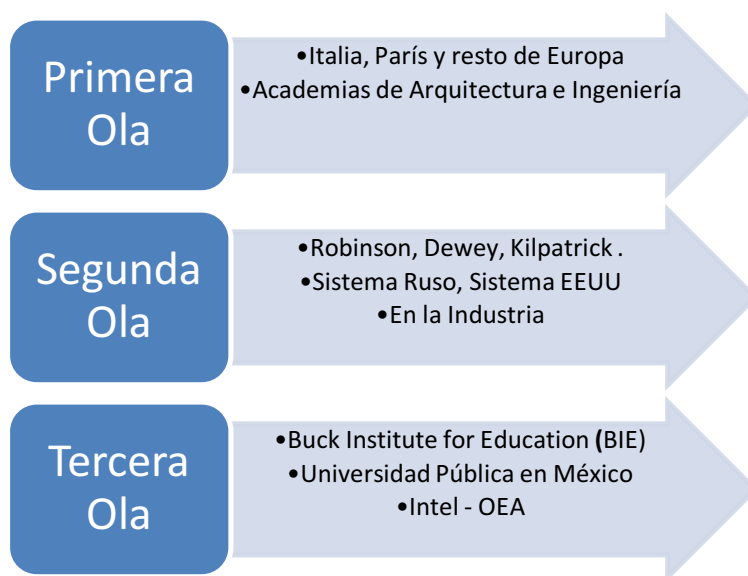 Primera
Ola
•Italia, París y resto de Europa
•Academias de Arquitectura e Ingeniería
Segunda
Ola
•Robinson, Dewey, Kilpatrick .
•Sistema Ruso, Sistema EEUU
•En la Industria
Tercera
Ola
•Buck Institute for Education (BIE)
•Universidad Pública en México
•Intel - OEA